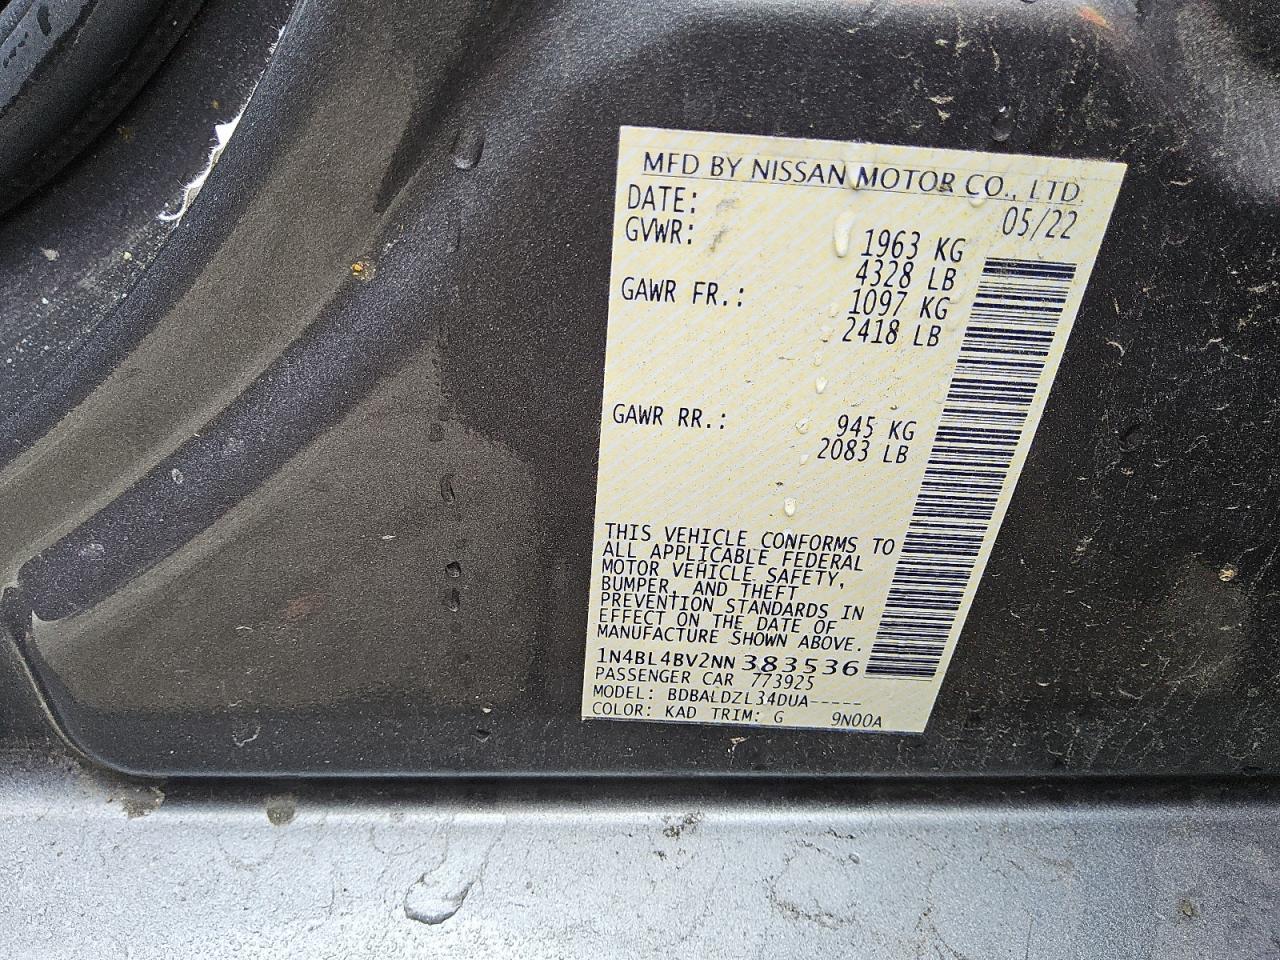 MFD BY NISSAN MOTOR CO., LTD.
DATE: 05/22
GVWR: 1963 KG
4328 LB
GAWR FR.: 1097 KG
2418 LB
GAWR RR.: 945 KG
2083 LB
THIS VEHICLE CONFORMS TO
ALL APPLICABLE FEDERAL
MOTOR VEHICLE SAFETY,
BUMPER, AND THEFT
PREVENTION STANDARDS IN
EFFECT ON THE DATE OF
MANUFACTURE SHOWN ABOVE.
1N4BL4BV2NN383536
PASSENGER CAR 773925
MODEL: BDBALDZL34DUA-----
COLOR: KAD TRIM: G 9N00A